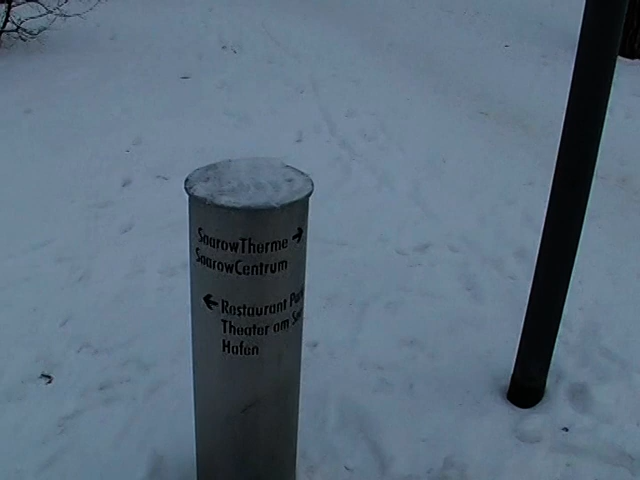 SaarowTherme →
SaarowCentrum
← Restaurant
Theater am
Hafen